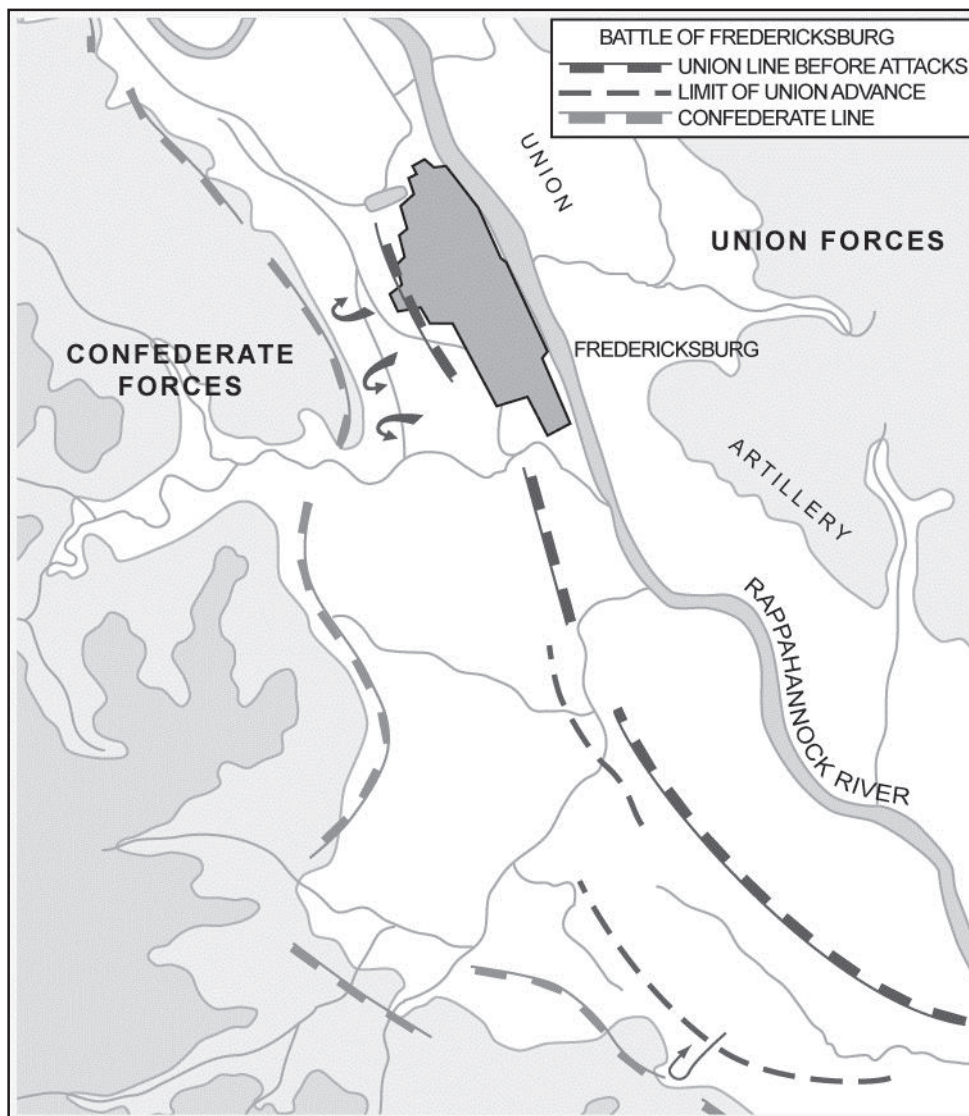 BATTLE OF FREDERICKSBURG
UNION LINE BEFORE ATTACKS
LIMIT OF UNION ADVANCE
CONFEDERATE LINE
UNION
UNION FORCES
CONFEDERATE
FORCES
FREDERICKSBURG
ARTILLERY
RAPPAHANNOCK RIVER